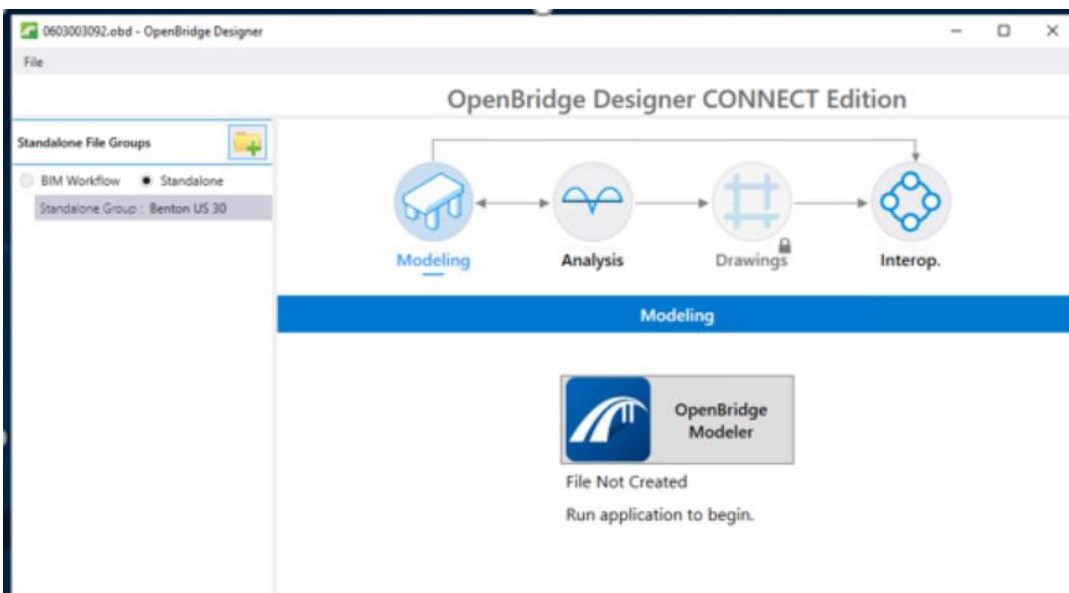 0603003092.obd - OpenBridge Designer
File
OpenBridge Designer CONNECT Edition
Standalone File Groups
BIM Workflow Standalone
Standalone Group : Benton US 30
Modeling Analysis Drawings Interop.
Modeling
OpenBridge
Modeler
File Not Created
Run application to begin.